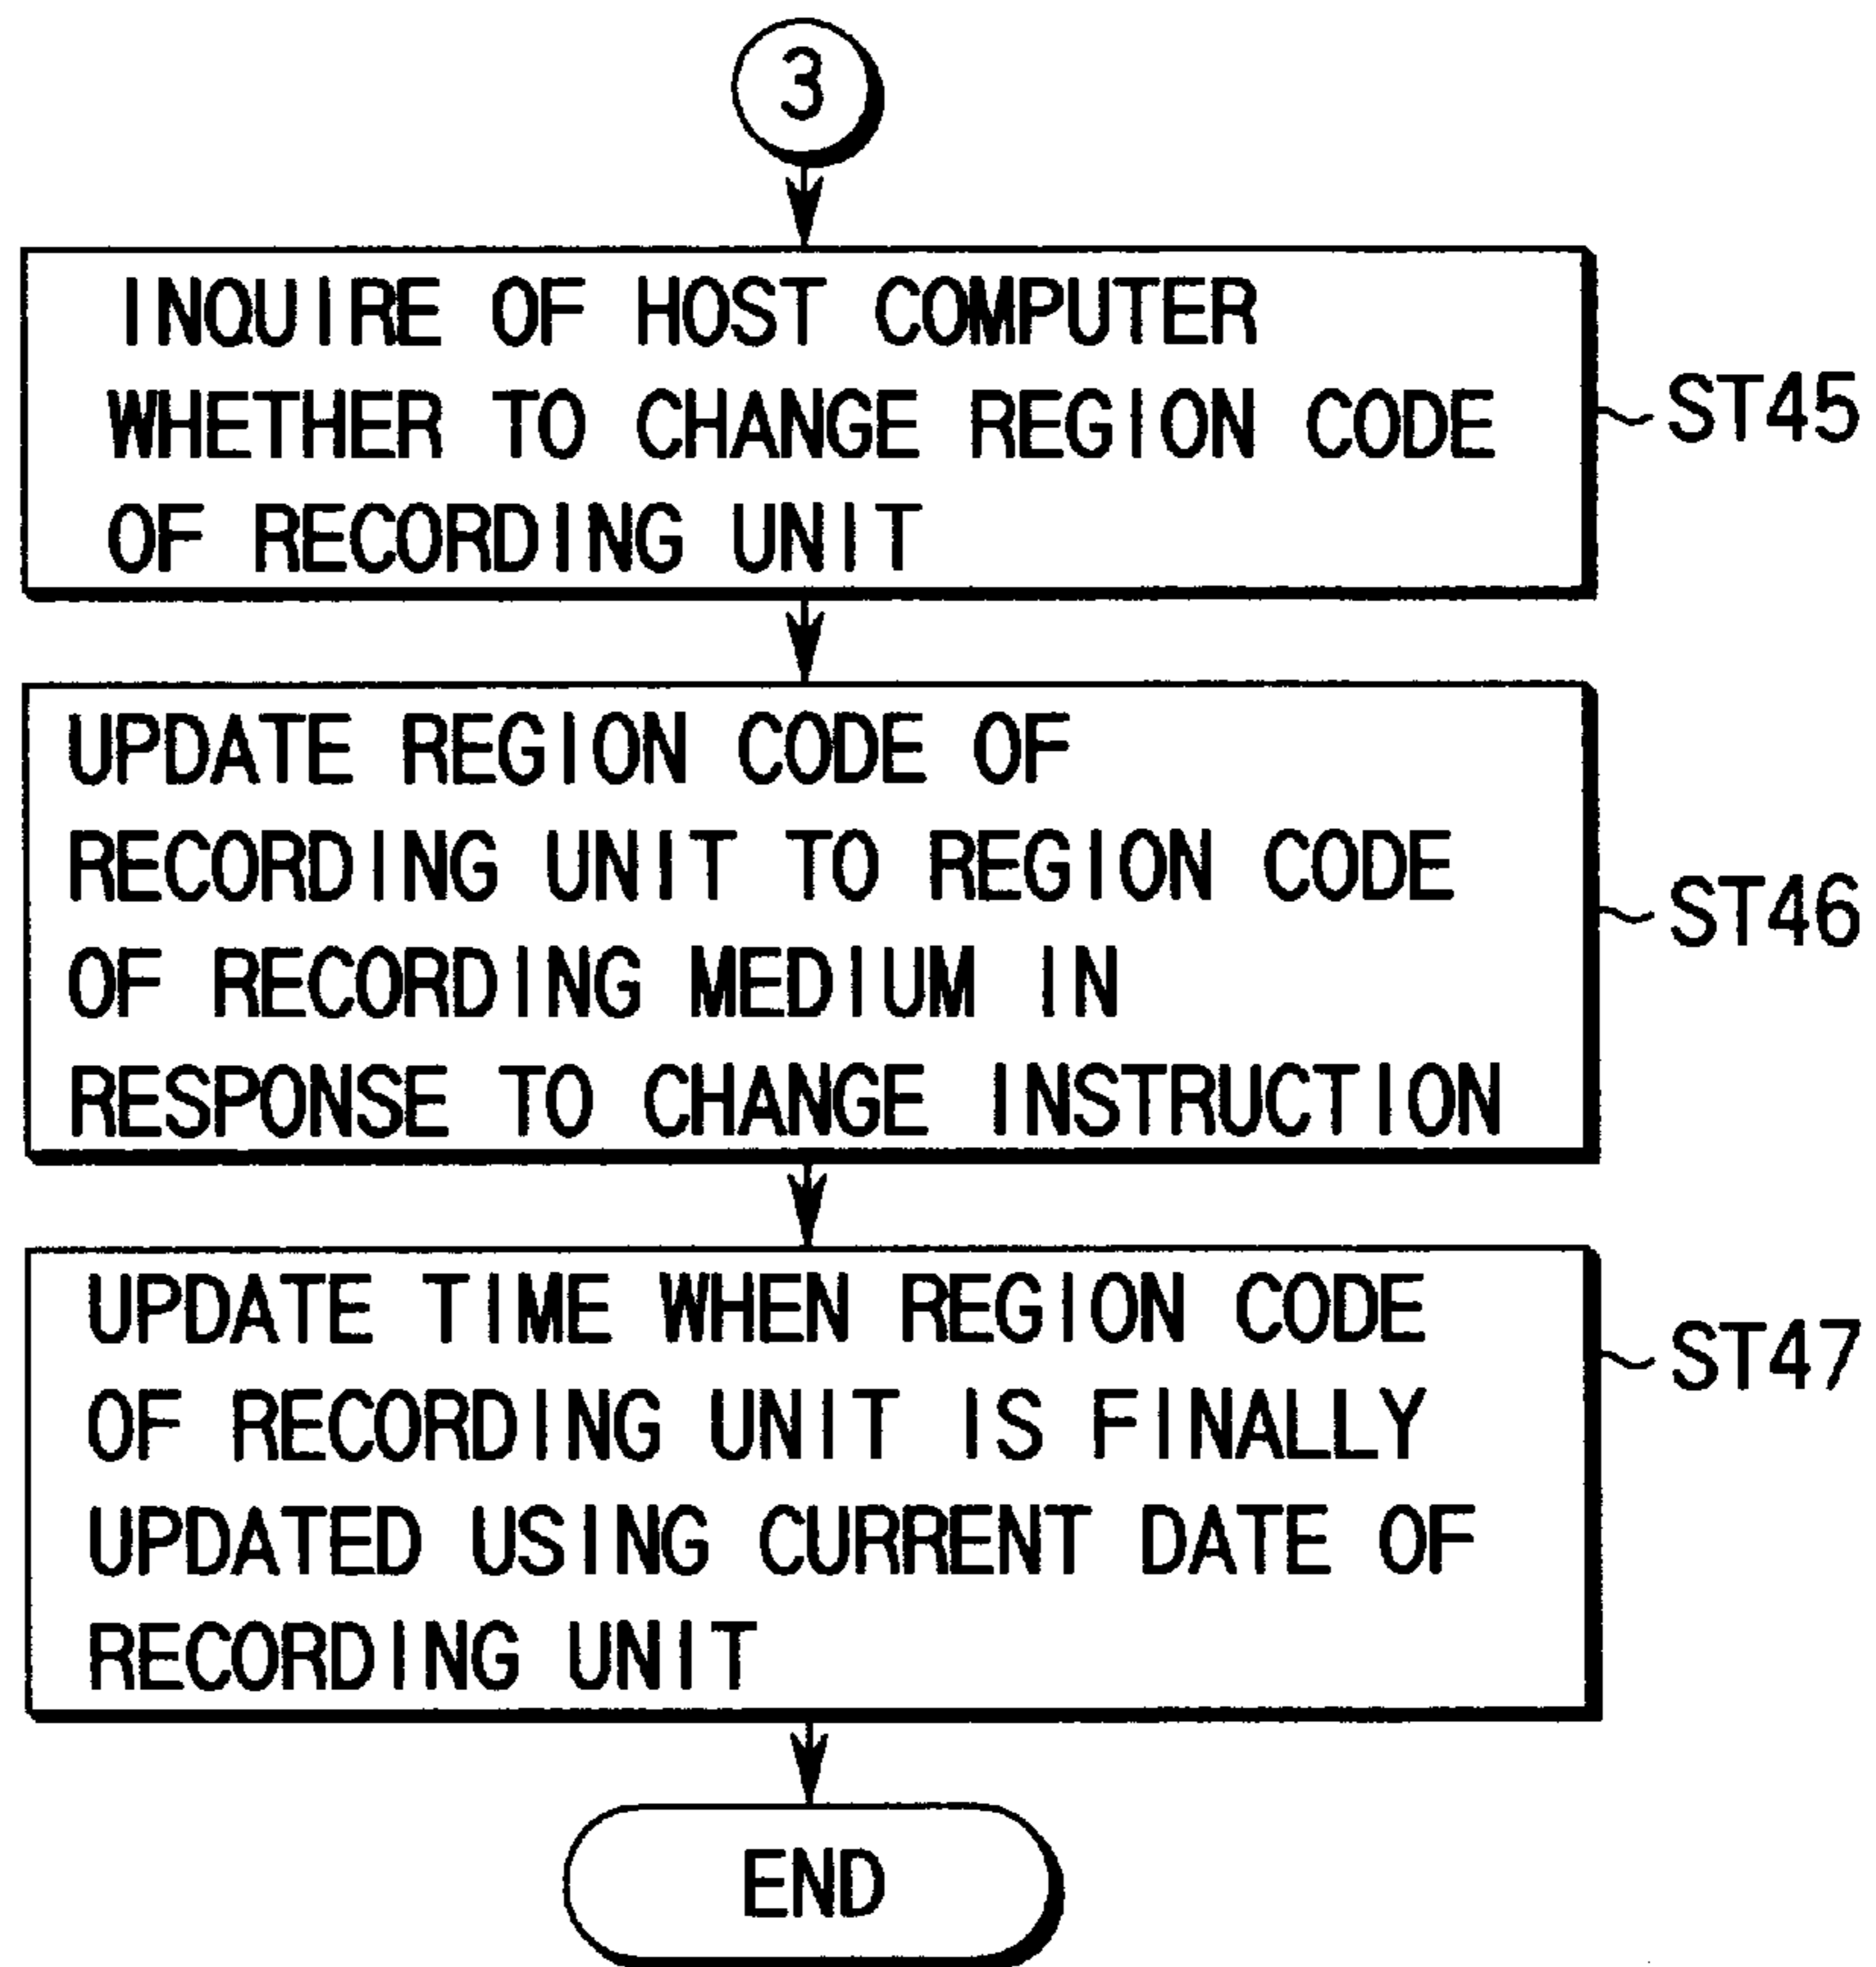 3
INQUIRE OF HOST COMPUTER
WHETHER TO CHANGE REGION CODE
OF RECORDING UNIT
ST45
UPDATE REGION CODE OF
RECORDING UNIT TO REGION CODE
OF RECORDING MEDIUM IN
RESPONSE TO CHANGE INSTRUCTION
ST46
UPDATE TIME WHEN REGION CODE
OF RECORDING UNIT IS FINALLY
UPDATED USING CURRENT DATE OF
RECORDING UNIT
ST47
END